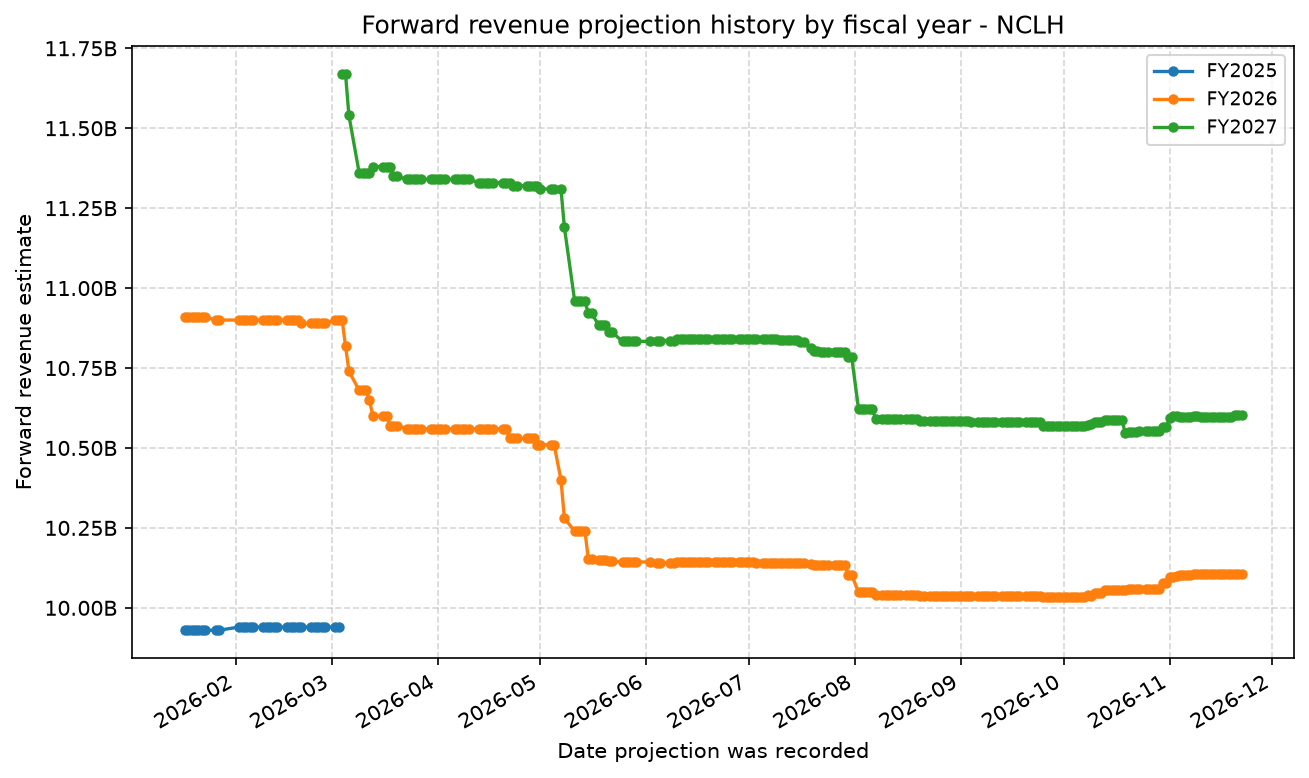 Forward revenue projection history by fiscal year - NCLH
FY2025
FY2026
FY2027
Forward revenue estimate
11.75B
11.50B
11.25B
11.00B
10.75B
10.50B
10.25B
10.00B
2026-02
2026-03
2026-04
2026-05
2026-06
2026-07
2026-08
2026-09
2026-10
2026-11
2026-12
Date projection was recorded